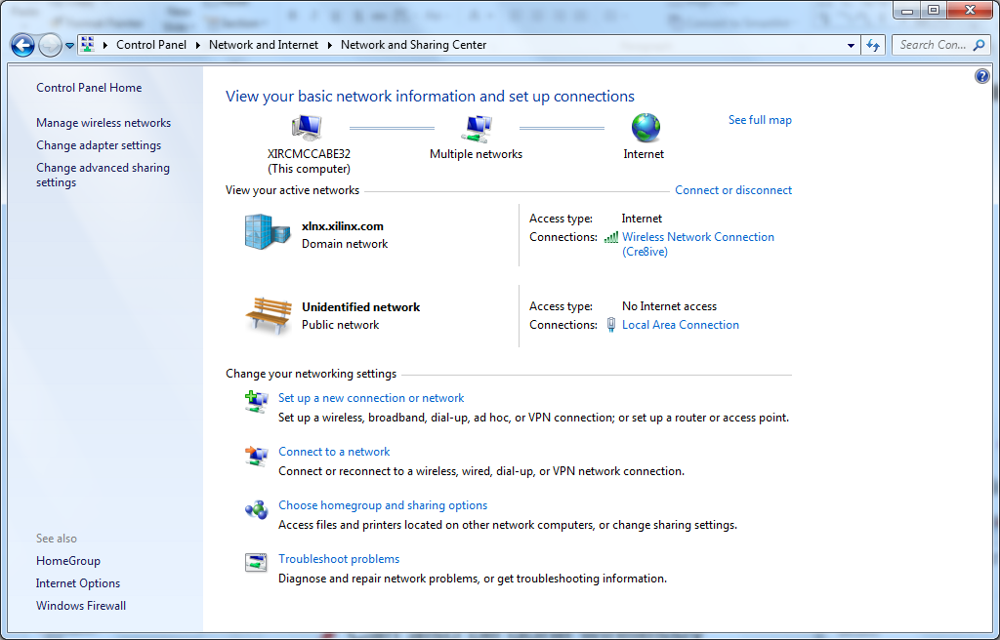 Control Panel
Network and Internet
Network and Sharing Center
Search Con...
Control Panel Home
Manage wireless networks
Change adapter settings
Change advanced sharing
settings
View your basic network information and set up connections
See full map
XIRCMCCABE32
(This computer)
Multiple networks
Internet
View your active networks
Connect or disconnect
xlnx.xilinx.com
Domain network
Access type: Internet
Connections: Wireless Network Connection
(Cre8ive)
Unidentified network
Public network
Access type: No Internet access
Connections: Local Area Connection
Change your networking settings
Set up a new connection or network
Set up a wireless, broadband, dial-up, ad hoc, or VPN connection; or set up a router or access point.
Connect to a network
Connect or reconnect to a wireless, wired, dial-up, or VPN network connection.
Choose homegroup and sharing options
Access files and printers located on other network computers, or change sharing settings.
Troubleshoot problems
Diagnose and repair network problems, or get troubleshooting information.
See also
HomeGroup
Internet Options
Windows Firewall